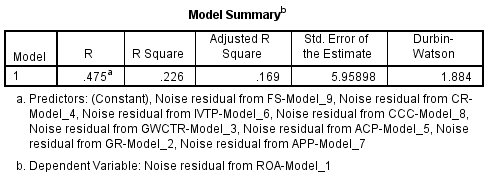 Model Summaryb
Model R R Square Adjusted R Square Std. Error of the Estimate Durbin-Watson
1 .475a .226 .169 5.95898 1.884
a. Predictors: (Constant), Noise residual from FS-Model_9, Noise residual from CR-
Model_4, Noise residual from IVTP-Model_6, Noise residual from CCC-Model_8,
Noise residual from GWCTR-Model_3, Noise residual from ACP-Model_5, Noise
residual from GR-Model_2, Noise residual from APP-Model_7
b. Dependent Variable: Noise residual from ROA-Model_1